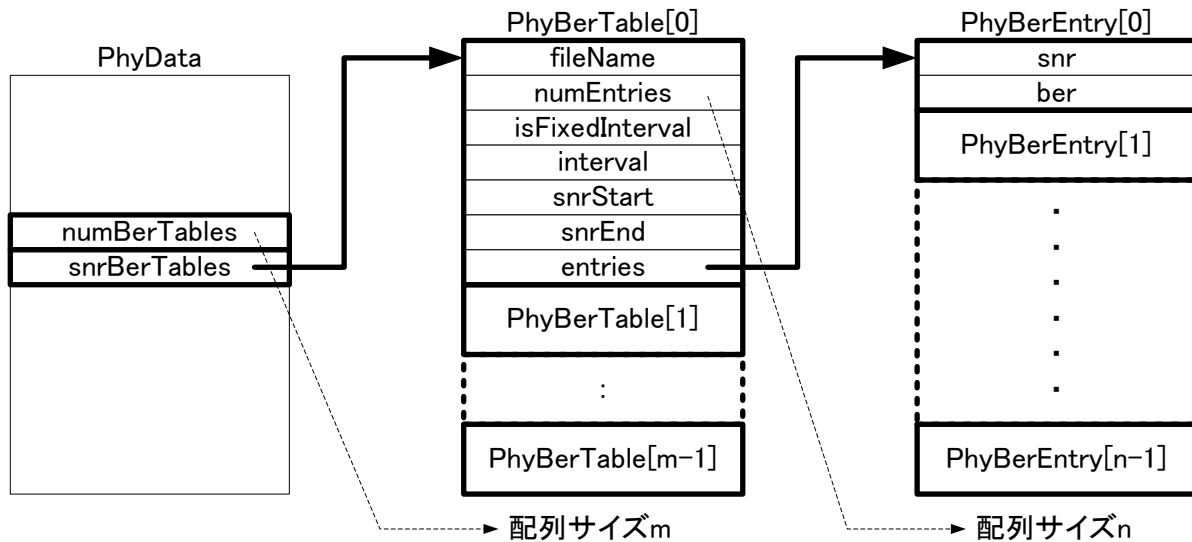 PhyData
numBerTables
snrBerTables
PhyBerTable[0]
fileName
numEntries
isFixedInterval
interval
snrStart
snrEnd
entries
PhyBerTable[1]
:
PhyBerTable[m-1]
配列サイズm
PhyBerEntry[0]
snr
ber
PhyBerEntry[1]
PhyBerEntry[n-1]
配列サイズn